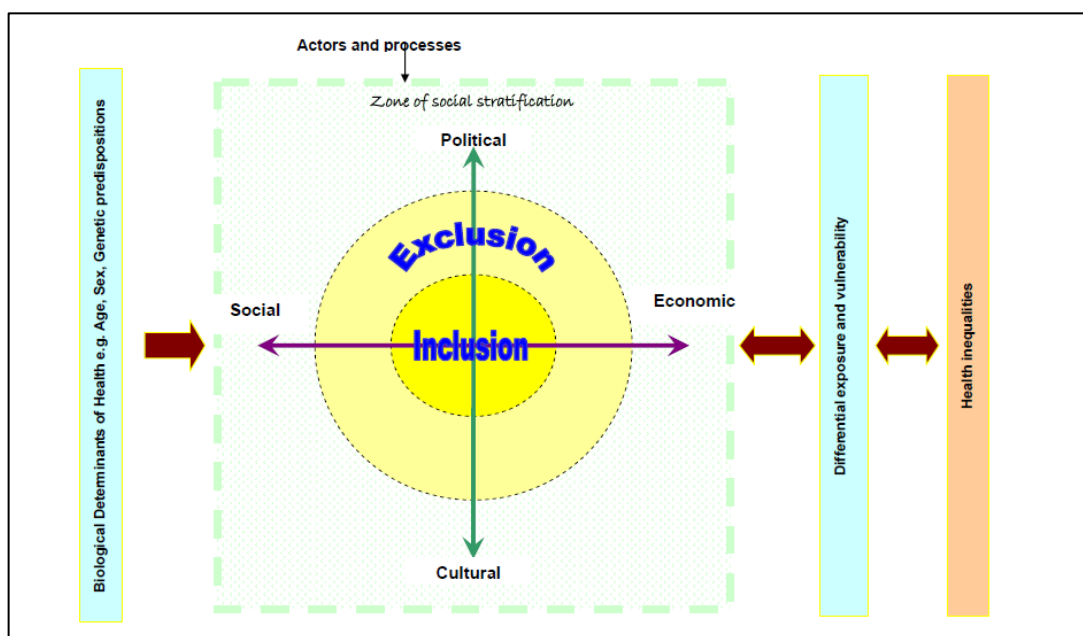 Actors and processes
Zone of social stratification
Political
Exclusion
Social
Economic
Inclusion
Cultural
Biological Determinants of Health e.g. Age, Sex, Genetic predispositions
Differential exposure and vulnerability
Health inequalities